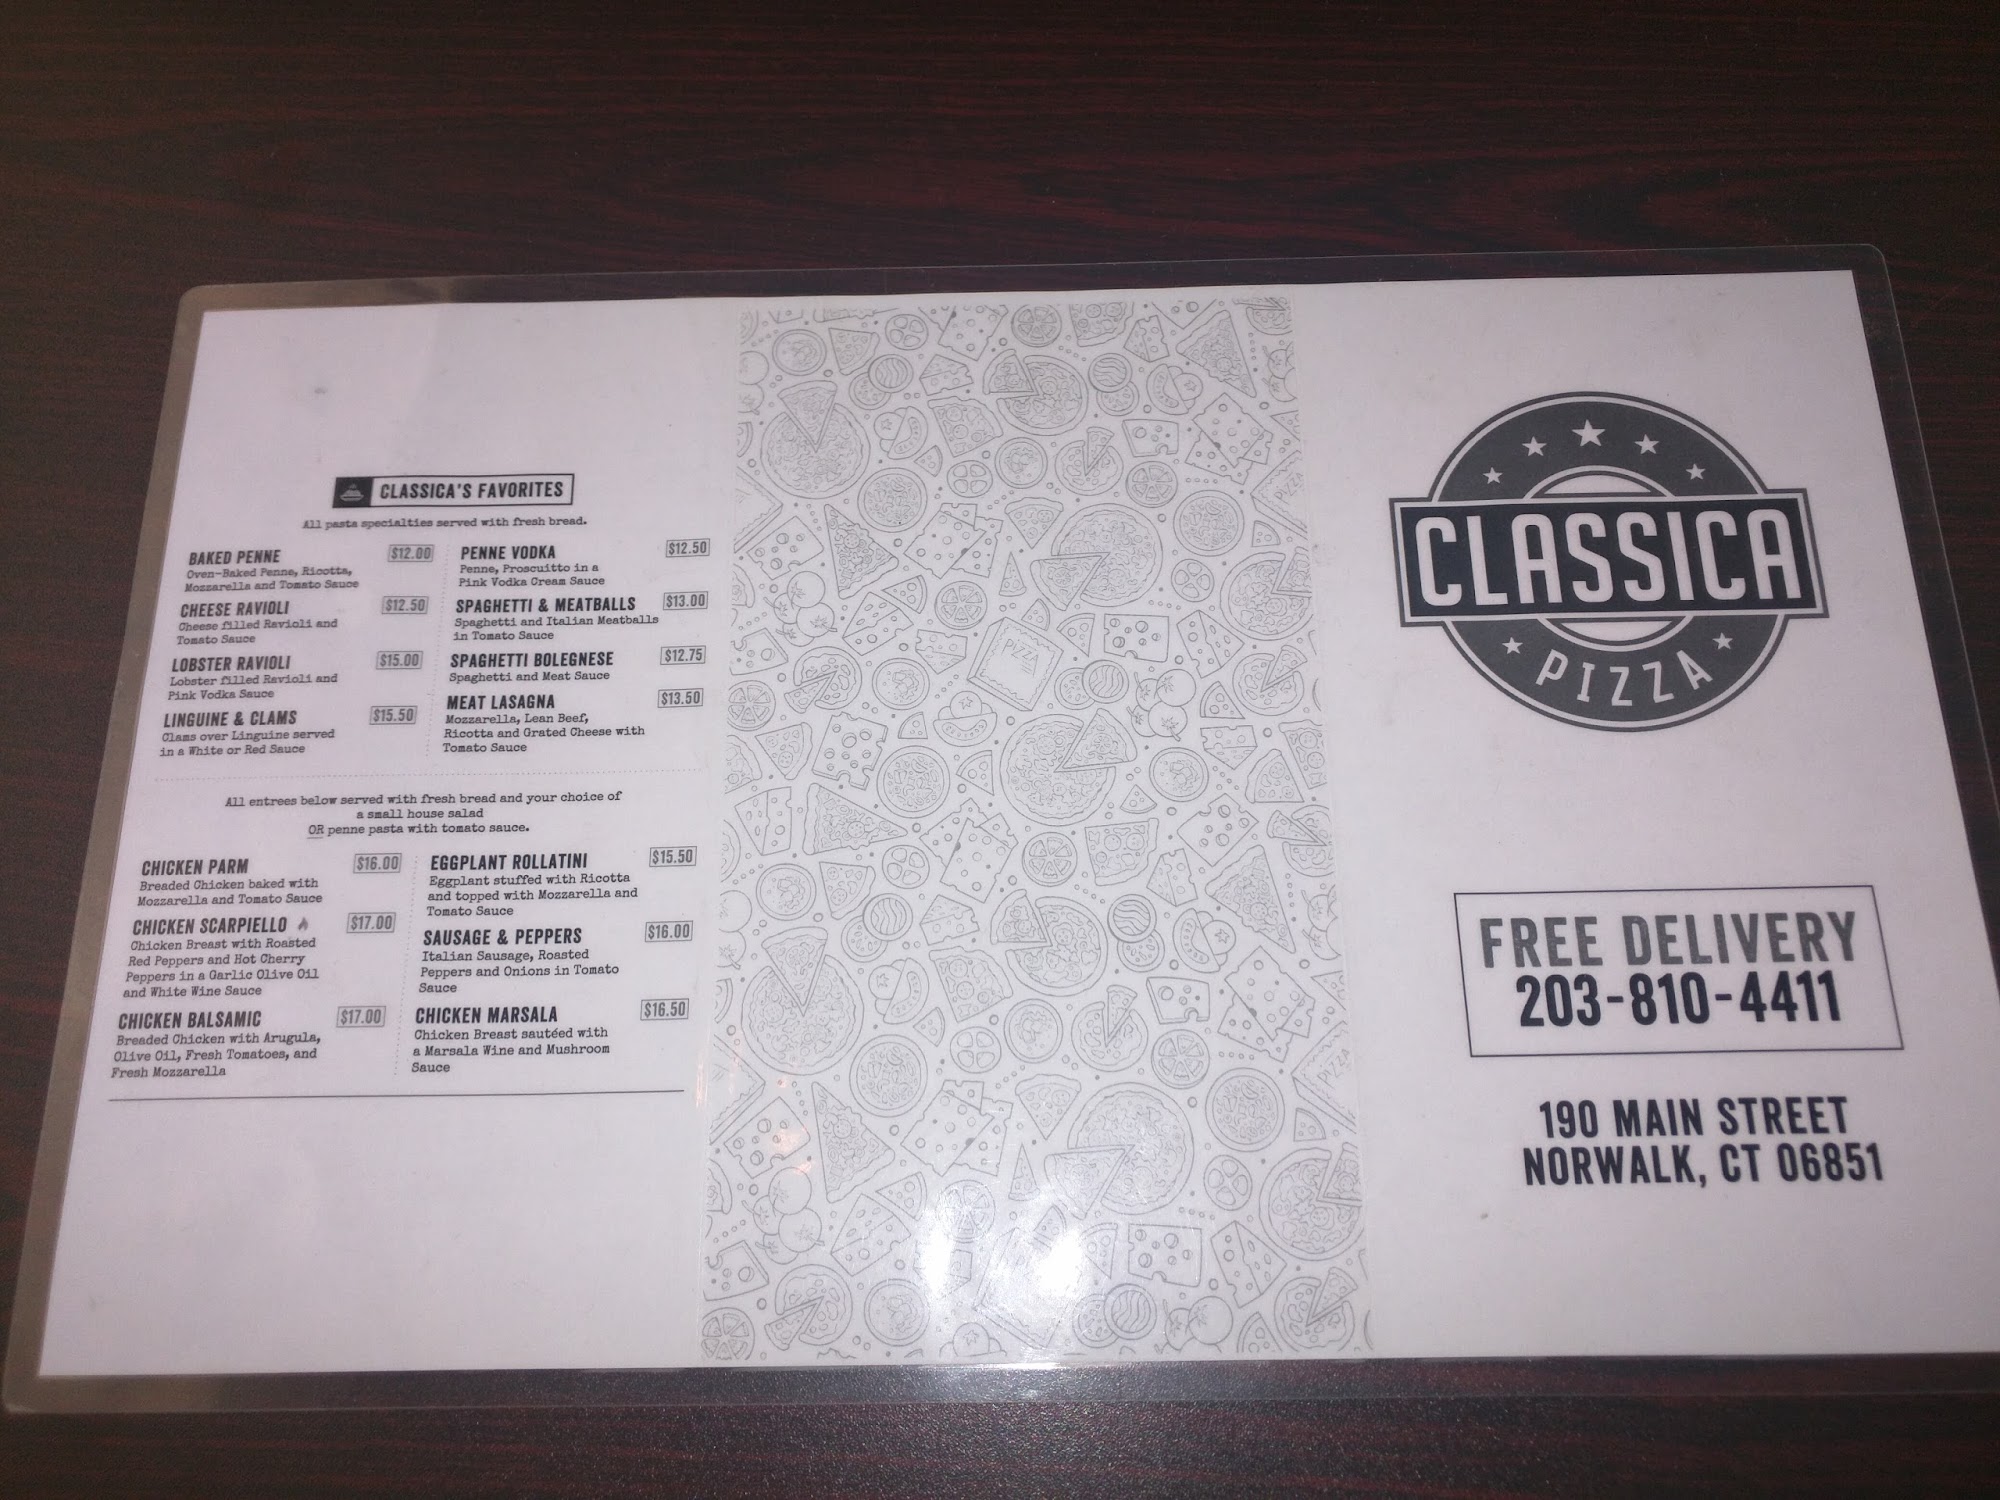 CLASSICA'S FAVORITES
All pasta specialties served with fresh bread.
BAKED PENNE $12.00
Oven-Baked Penne, Ricotta,
Mozzarella and Tomato Sauce
CHEESE RAVIOLI $12.50
Cheese filled Ravioli and
Tomato Sauce
LOBSTER RAVIOLI $15.00
Lobster filled Ravioli and
Pink Vodka Sauce
LINGUINE & CLAMS $15.50
Clams over Linguine served
in a White or Red Sauce
PENNE VODKA $12.50
Penne, Proscuitto in a
Pink Vodka Cream Sauce
SPAGHETTI & MEATBALLS $13.00
Spaghetti and Italian Meatballs
in Tomato Sauce
SPAGHETTI BOLEGNESE $12.75
Spaghetti and Meat Sauce
MEAT LASAGNA $13.50
Mozzarella, Lean Beef,
Ricotta and Grated Cheese with
Tomato Sauce
All entrees below served with fresh bread and your choice of
a small house salad
OR penne pasta with tomato sauce.
CHICKEN PARM $16.00
Breaded Chicken baked with
Mozzarella and Tomato Sauce
CHICKEN SCARPIELLO $17.00
Chicken Breast with Roasted
Red Peppers and Hot Cherry
Peppers in a Garlic Olive Oil
and White Wine Sauce
CHICKEN BALSAMIC $17.00
Breaded Chicken with Arugula,
Olive Oil, Fresh Tomatoes, and
Fresh Mozzarella
EGGPLANT ROLLATINI $15.50
Eggplant stuffed with Ricotta
and topped with Mozzarella and
Tomato Sauce
SAUSAGE & PEPPERS $16.00
Italian Sausage, Roasted
Peppers and Onions in Tomato
Sauce
CHICKEN MARSALA $16.50
Chicken Breast sautéed with
a Marsala Wine and Mushroom
Sauce
PIZZA
PIZZA
PIZZA
CLASSICA
PIZZA
FREE DELIVERY
203-810-4411
190 MAIN STREET
NORWALK, CT 06851